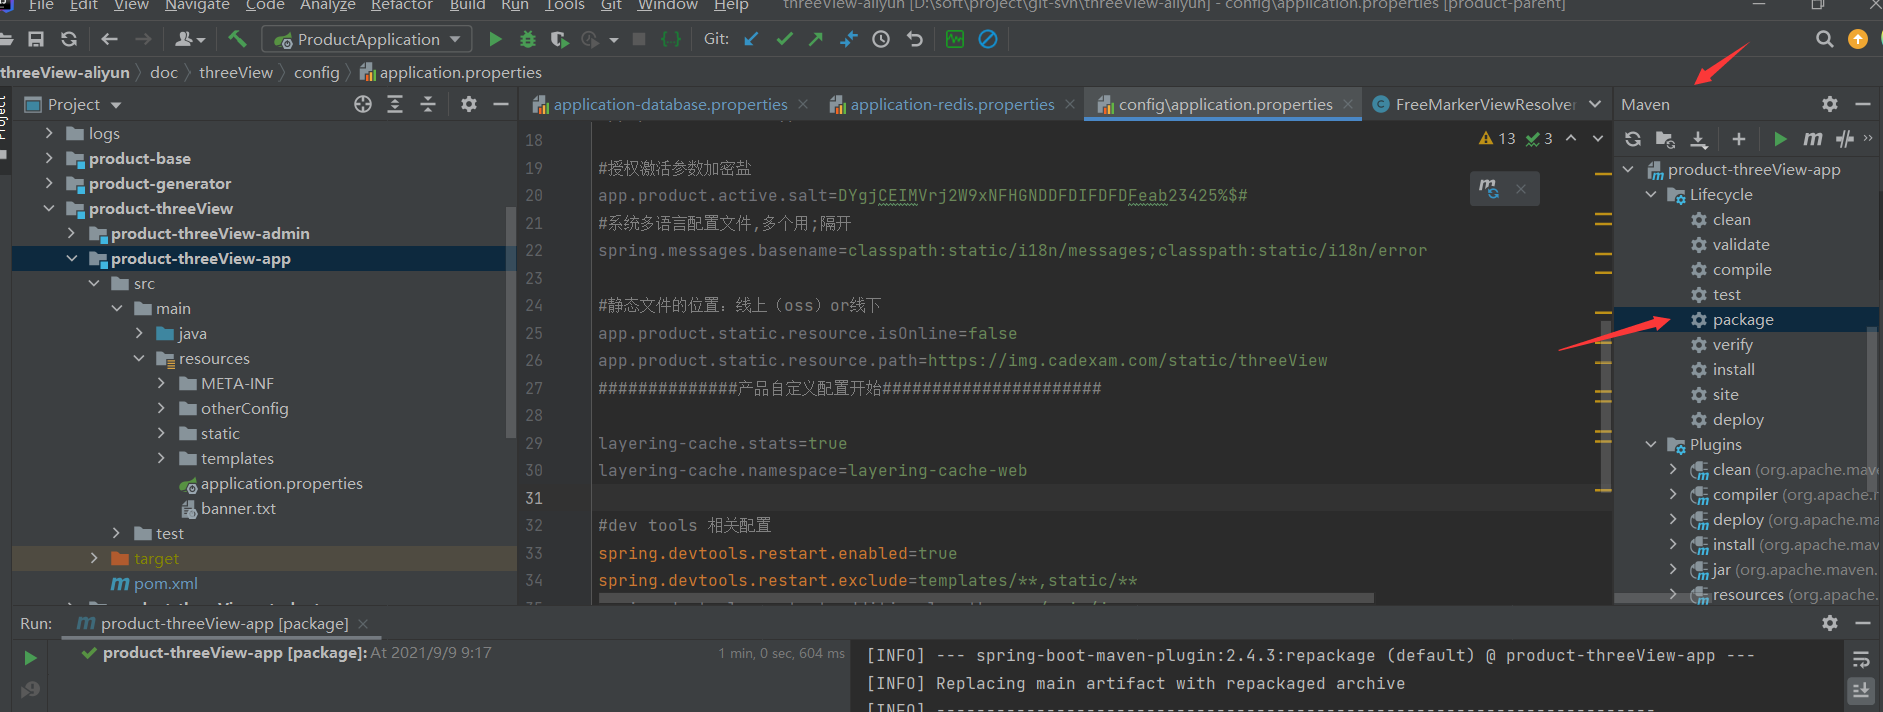 File Edit View Navigate Code Analyze Refactor Build Run Tools Git Window Help threeView-aliyun [D:\soft\project\git-svn\threeView-aliyun] - config\application.properties [product-parent]
ProductApplication Git:
threeView-aliyun doc threeView config application.properties
Project
Project
logs
product-base
product-generator
product-threeView
product-threeView-admin
product-threeView-app
src
main
java
resources
META-INF
otherConfig
static
templates
application.properties
banner.txt
test
target
pom.xml
application-database.properties application-redis.properties config\application.properties FreeMarkerViewResolver
13 3
18
19 #授权激活参数加密盐
20 app.product.active.salt=DYgjCEIMVrj2W9xNFHGNDDFDIFDFDFeab23425%$#
21 #系统多语言配置文件,多个用;隔开
22 spring.messages.basename=classpath:static/i18n/messages;classpath:static/i18n/error
23
24 #静态文件的位置：线上（oss）or线下
25 app.product.static.resource.isOnline=false
26 app.product.static.resource.path=https://img.cadexam.com/static/threeView
27 ##############产品自定义配置开始######################
28
29 layering-cache.stats=true
30 layering-cache.namespace=layering-cache-web
31
32 #dev tools 相关配置
33 spring.devtools.restart.enabled=true
34 spring.devtools.restart.exclude=templates/**,static/**
Maven
product-threeView-app
Lifecycle
clean
validate
compile
test
package
verify
install
site
deploy
Plugins
clean (org.apache.mav
compiler (org.apache.r
deploy (org.apache.ma
install (org.apache.mav
jar (org.apache.maven.
resources (org.apache.
Run: product-threeView-app [package]
product-threeView-app [package]: At 2021/9/9 9:17 1 min, 0 sec, 604 ms
[INFO] --- spring-boot-maven-plugin:2.4.3:repackage (default) @ product-threeView-app ---
[INFO] Replacing main artifact with repackaged archive
[INFO] ------------------------------------------------------------------------